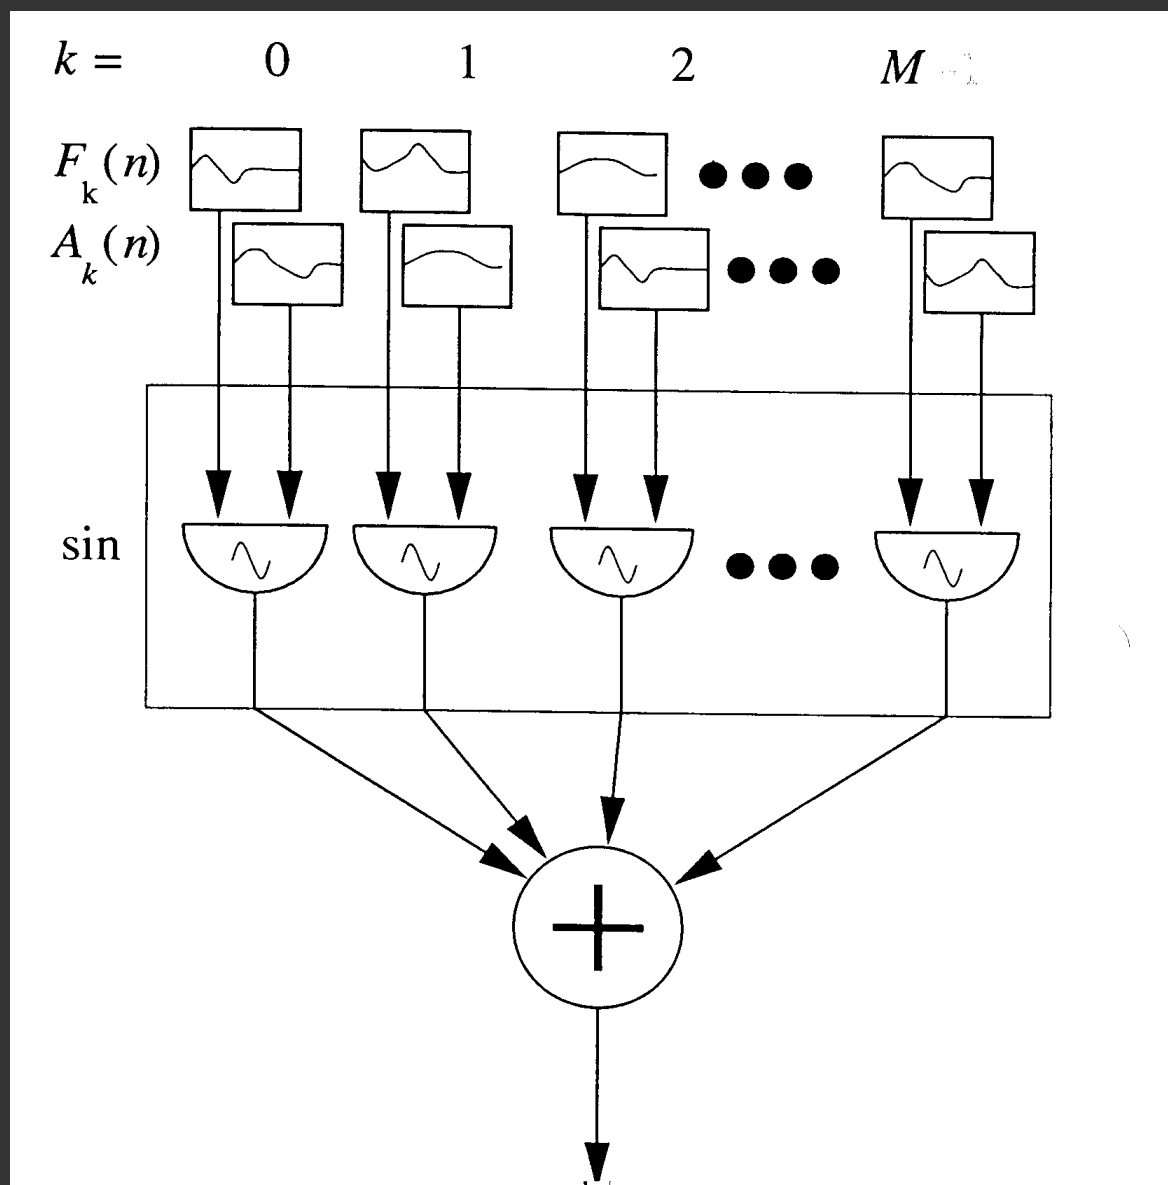 k = 0 1 2 M
F_k(n)
A_k(n)
sin
+